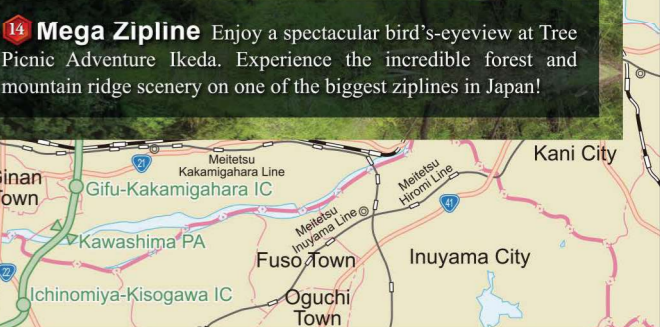 14 Mega Zipline Enjoy a spectacular bird's-eyeview at Tree
Picnic Adventure Ikeda. Experience the incredible forest and
mountain ridge scenery on one of the biggest ziplines in Japan!
Kani City
21
Meitetsu
Kakamigahara Line
Ginan
Town
Gifu-Kakamigahara IC
Meitetsu
Hiromi Line
41
Meitetsu
Inuyama Line
Kawashima PA
Fuso Town
Inuyama City
22
Ichinomiya-Kisogawa IC
Oguchi
Town